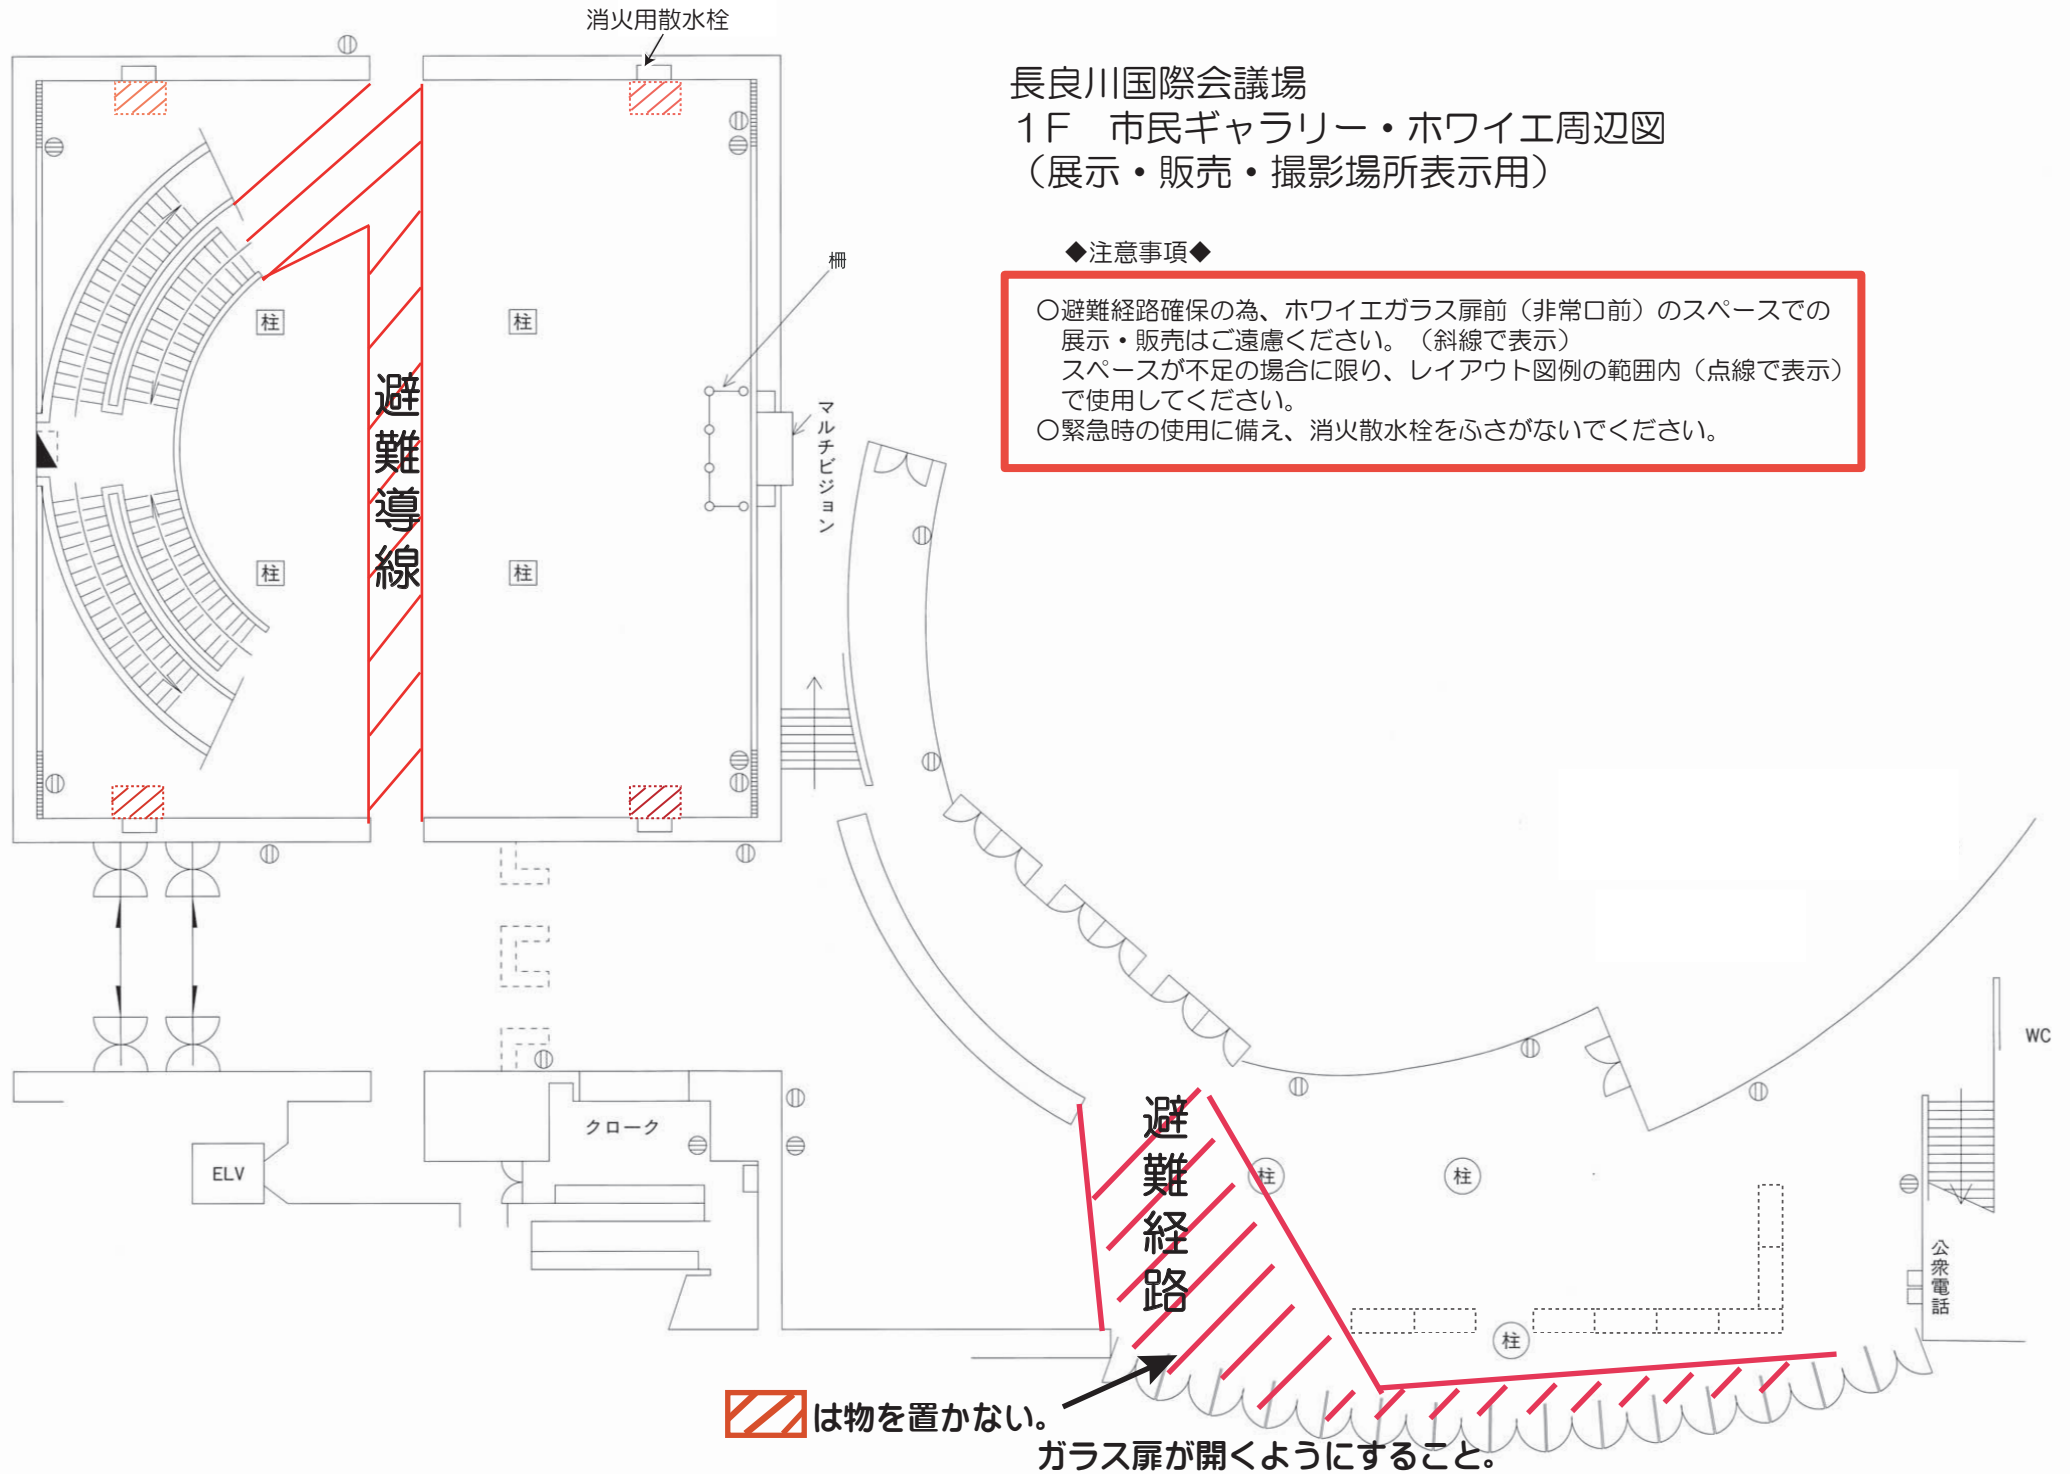 消火用散水栓
長良川国際会議場
1F　市民ギャラリー・ホワイエ周辺図
（展示・販売・撮影場所表示用）
◆注意事項◆
○避難経路確保の為、ホワイエガラス扉前（非常口前）のスペースでの
展示・販売はご遠慮ください。（斜線で表示）
スペースが不足の場合に限り、レイアウト図例の範囲内（点線で表示）
で使用してください。
○緊急時の使用に備え、消火散水栓をふさがないでください。
柵
柱
柱
マルチビジョン
避難導線
柱
柱
WC
クローク
ELV
避難経路
柱
柱
公衆電話
柱
は物を置かない。
ガラス扉が開くようにすること。